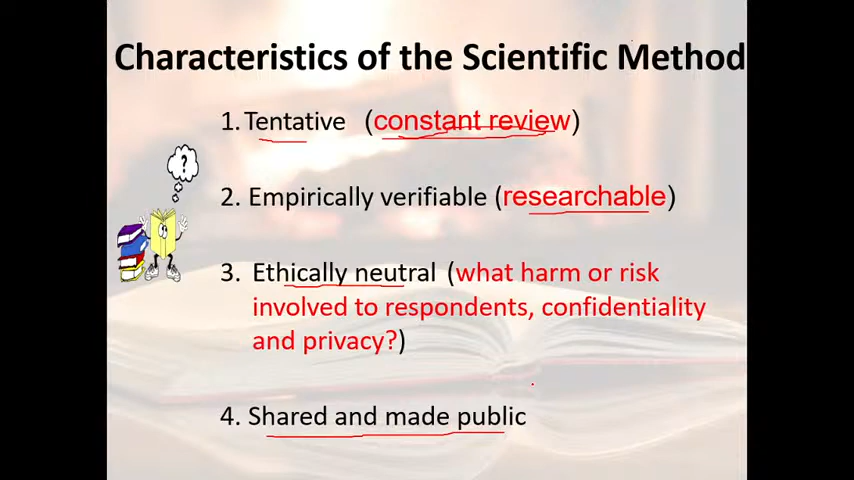 Characteristics of the Scientific Method
1. Tentative (constant review)
?
2. Empirically verifiable (researchable)
3. Ethically neutral (what harm or risk
involved to respondents, confidentiality
and privacy?)
4. Shared and made public